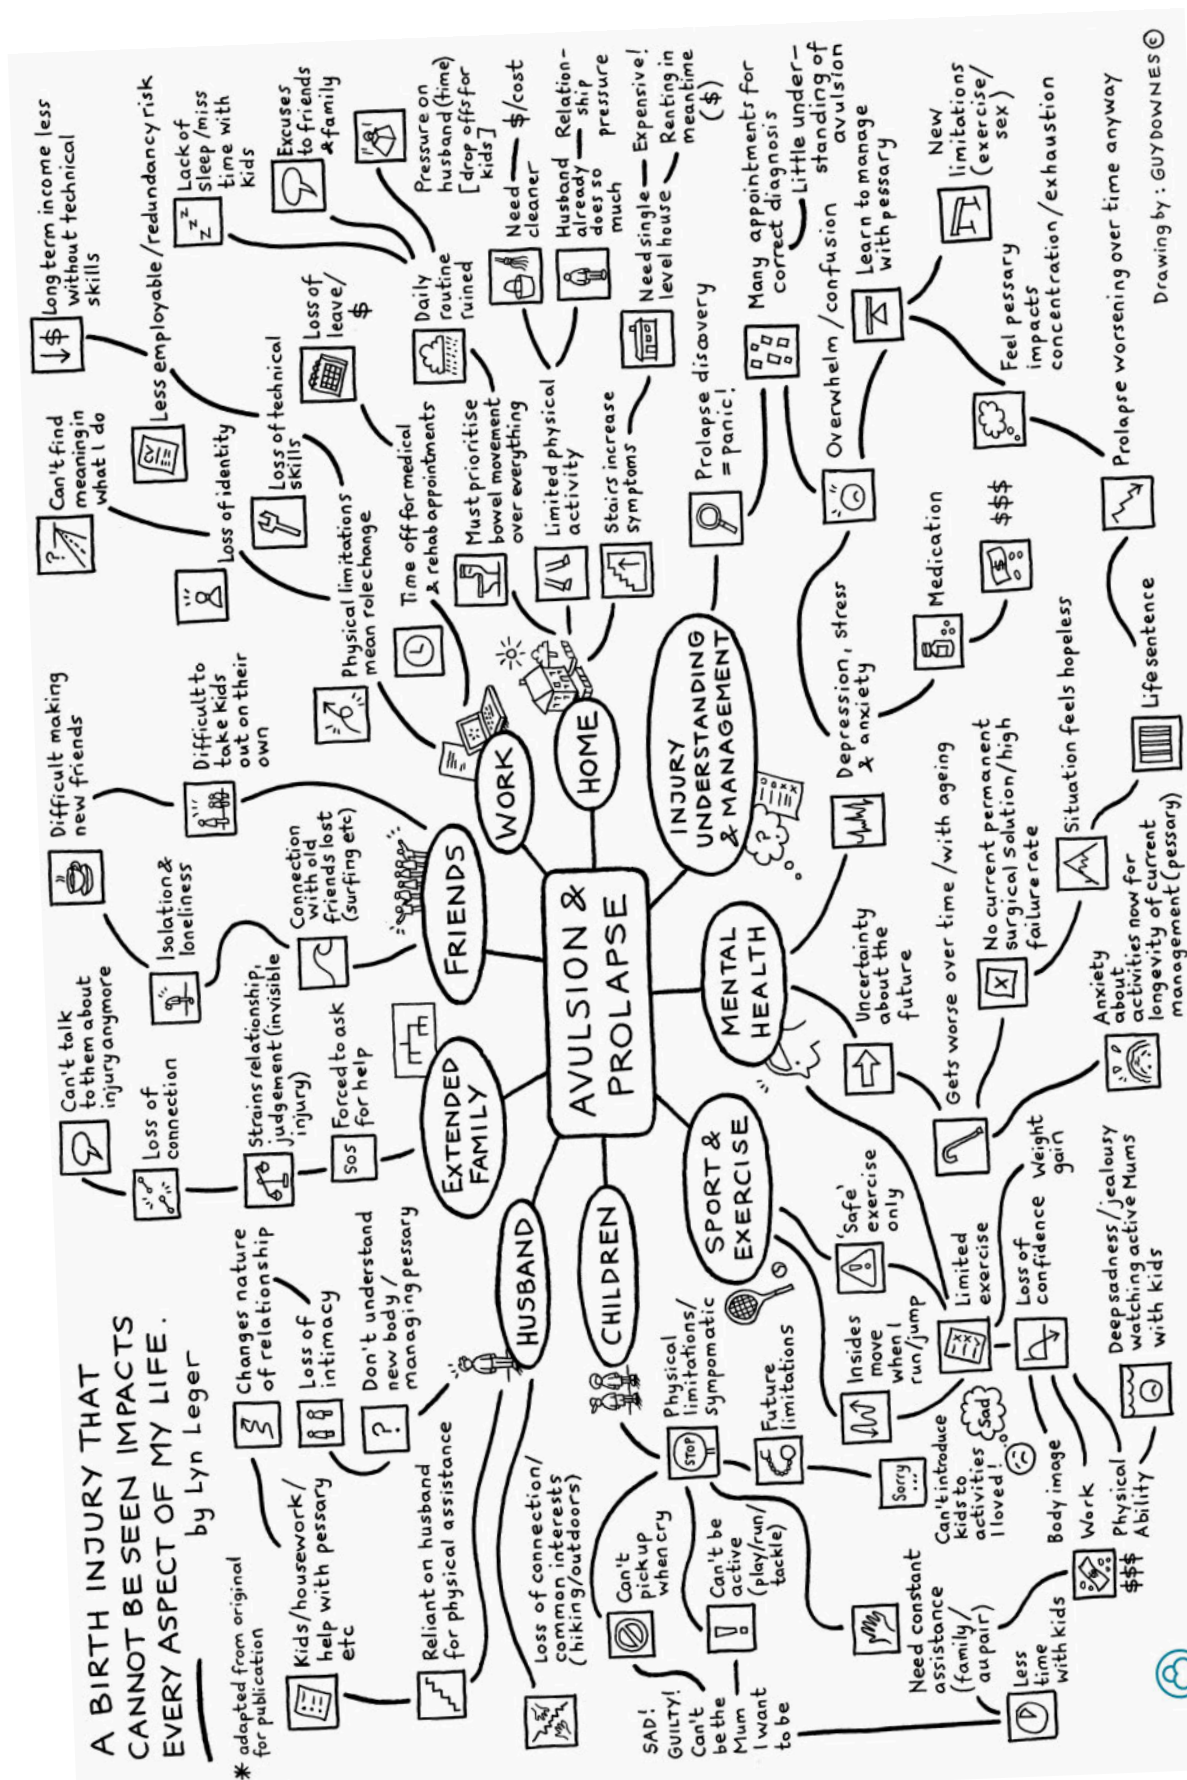 A BIRTH INJURY THAT
CANNOT BE SEEN IMPACTS
EVERY ASPECT OF MY LIFE.
by Lyn Leger
* adapted from original
for publication
AVULSION &
PROLAPSE
HUSBAND
Don't understand
new body/
managing pessary
?
Loss of
intimacy
Changes nature
of relationship
Kids/housework/
help with pessary
etc
Reliant on husband
for physical assistance
Loss of connection/
common interests
(hiking/outdoors)
EXTENDED
FAMILY
SOS
Forced to ask
for help
Strains relationship,
judgement (invisible
injury)
Loss of
connection
Can't talk
to them about
injury anymore
FRIENDS
Connection
with old
friends lost
(surfing etc)
Isolation &
loneliness
Difficult making
new friends
Difficult to
take kids
out on their
own
WORK
Physical limitations
mean role change
Loss of identity
?
Can't find
meaning in
what I do
Loss of technical
skills
CV
Less employable/redundancy risk
↓$
Long term income less
without technical
skills
Time off for medical
& rehab appointments
Loss of
leave/
$
HOME
Must prioritise
bowel movement
over everything
Daily
routine
ruined
zzz
Lack of
sleep/miss
time with
kids
Excuses
to friends
& family
Pressure on
husband (time)
[drop offs for
kids]
Limited physical
activity
Need
cleaner
$/cost
Husband
already
does so
much
Relation-
ship
pressure
Stairs increase
symptoms
Need single
level house
Expensive!
Renting in
meantime
($)
INJURY
UNDERSTANDING
& MANAGEMENT
?
Prolapse discovery
= panic!
Many appointments for
correct diagnosis
Little under-
standing of
avulsion
Overwhelm/confusion
Learn to manage
with pessary
New
limitations
(exercise/
sex)
Feel pessary
impacts
concentration/exhaustion
Prolapse worsening over time anyway
Life sentence
Situation feels hopeless
No current permanent
surgical solution/high
failure rate
x
MENTAL
HEALTH
Depression, stress
& anxiety
Medication
$
$$$
Uncertainty
about the
future
Gets worse over time/with ageing
Anxiety
about
activities now for
longevity of current
management (pessary)
SPORT &
EXERCISE
'Safe'
exercise
only
Insides
move
when I
run/jump
Limited
exercise
Weight
gain
Loss of
confidence
Body image
Work
Physical
Ability
Deep sadness/jealousy
watching active Mums
with kids
CHILDREN
STOP
Physical
limitations/
sympomatic
Future
limitations
Sorry
...
Can't introduce
kids to
activities
I loved!
Sad
Can't
pick up
when cry
!
Can't be
active
(play/run/
tackle)
SAD!
GUILTY!
Can't
be the
Mum
I want
to be
Need constant
assistance
(family/
au pair)
Less
time
with kids
$
$$$
Drawing by: GUY DOWNES ©